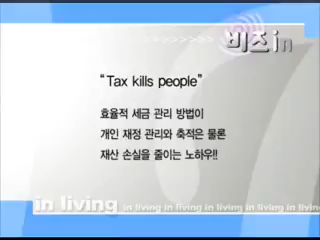 비즈in
“Tax kills people”
효율적 세금 관리 방법이
개인 재정 관리와 축적은 물론
재산 손실을 줄이는 노하우!!
in living in living in living in living in living in living